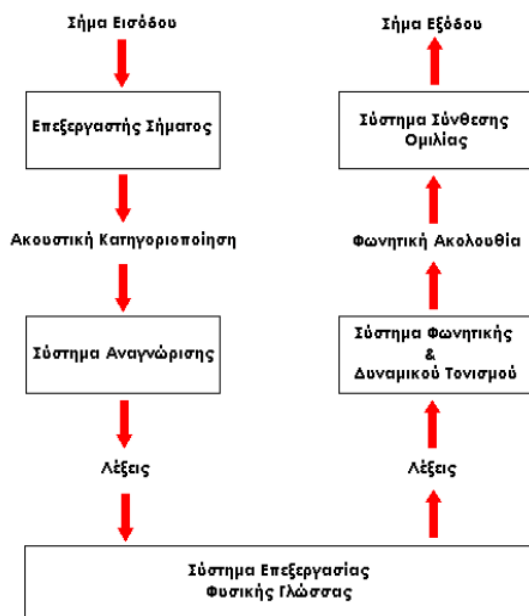 Σήμα Εισόδου
Επεξεργαστής Σήματος
Ακουστική Κατηγοριοποίηση
Σύστημα Αναγνώρισης
Λέξεις
Σήμα Εξόδου
Σύστημα Σύνθεσης
Ομιλίας
Φωνητική Ακολουθία
Σύστημα Φωνητικής
&
Δυναμικού Τονισμού
Λέξεις
Σύστημα Επεξεργασίας
Φυσικής Γλώσσας